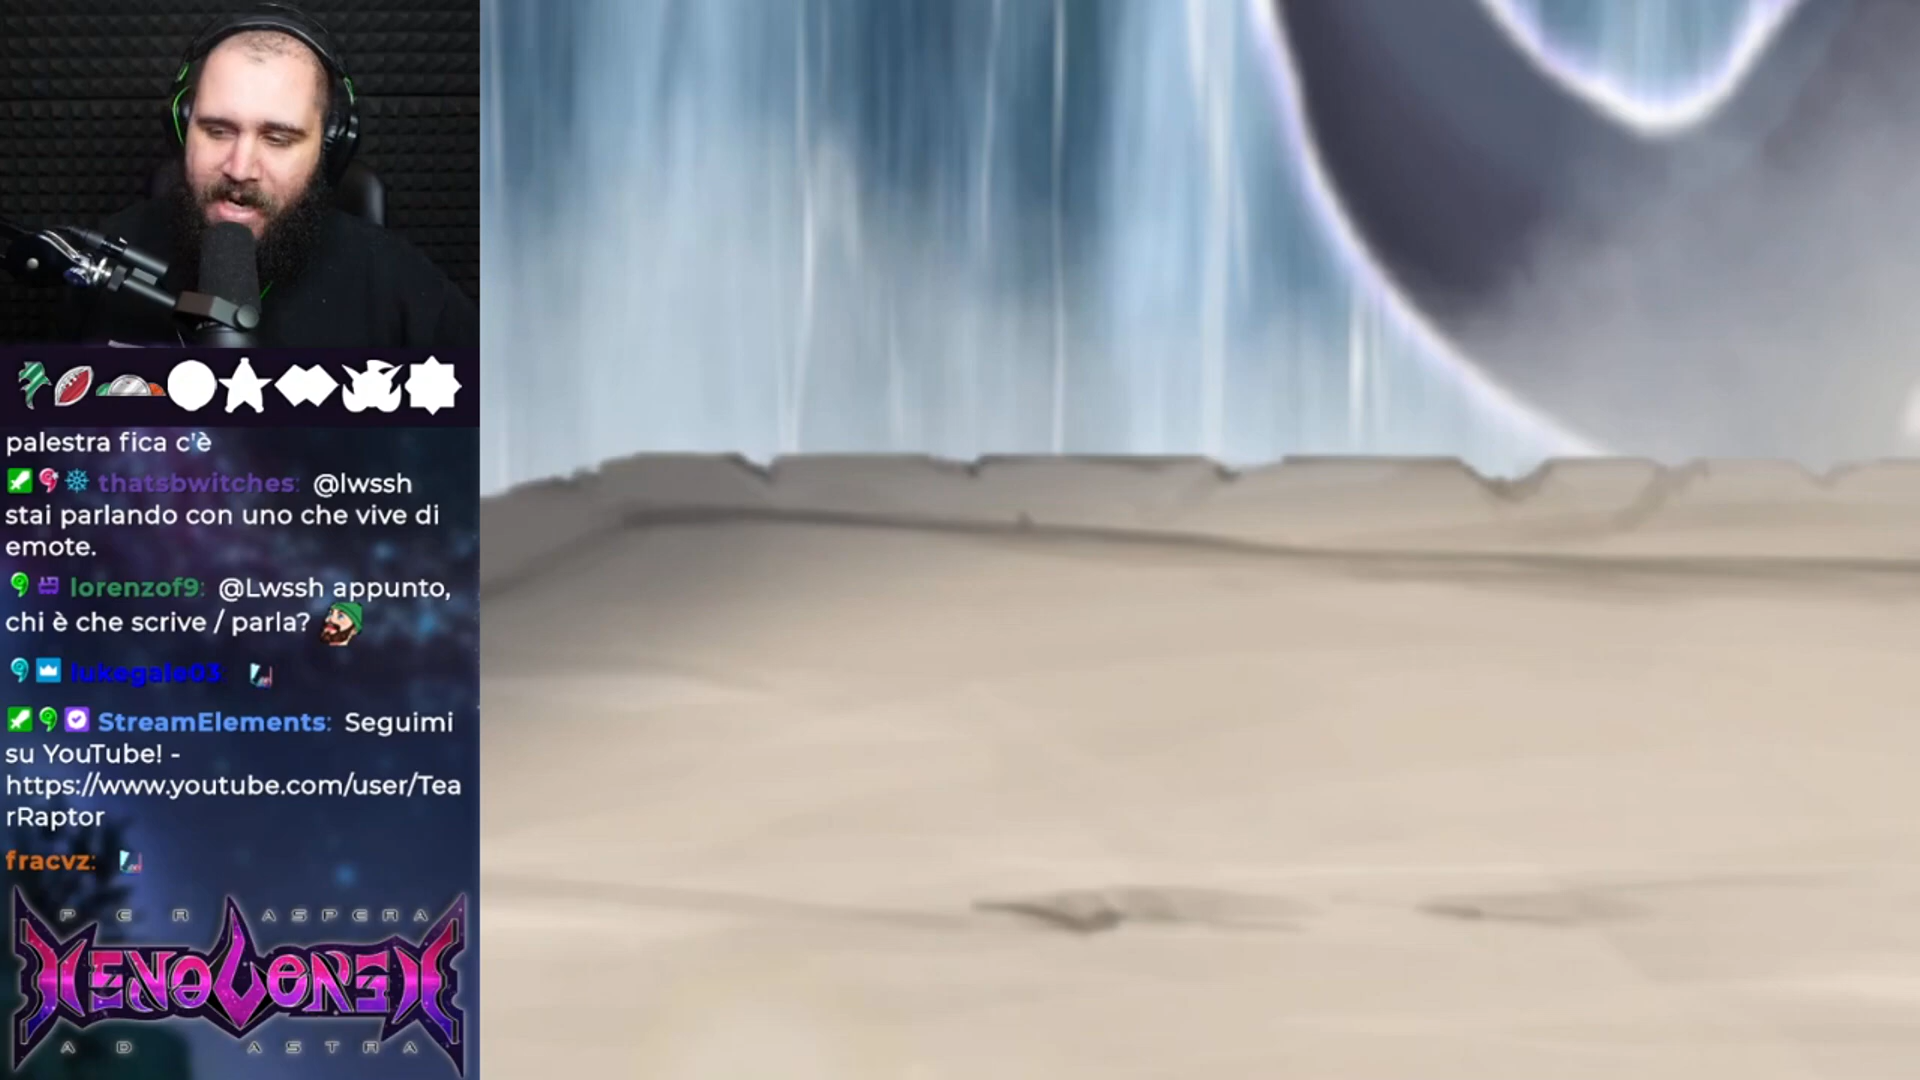 palestra fica c'è
thatsbwitches: @lwssh
stai parlando con uno che vive di
emote.
lorenzof9: @Lwssh appunto,
chi è che scrive / parla?
lukegale03:
StreamElements: Seguimi
su YouTube! -
https://www.youtube.com/user/Tea
rRaptor
fracvz:
PER ASPERA
XENOVEREX
AD ASTRA